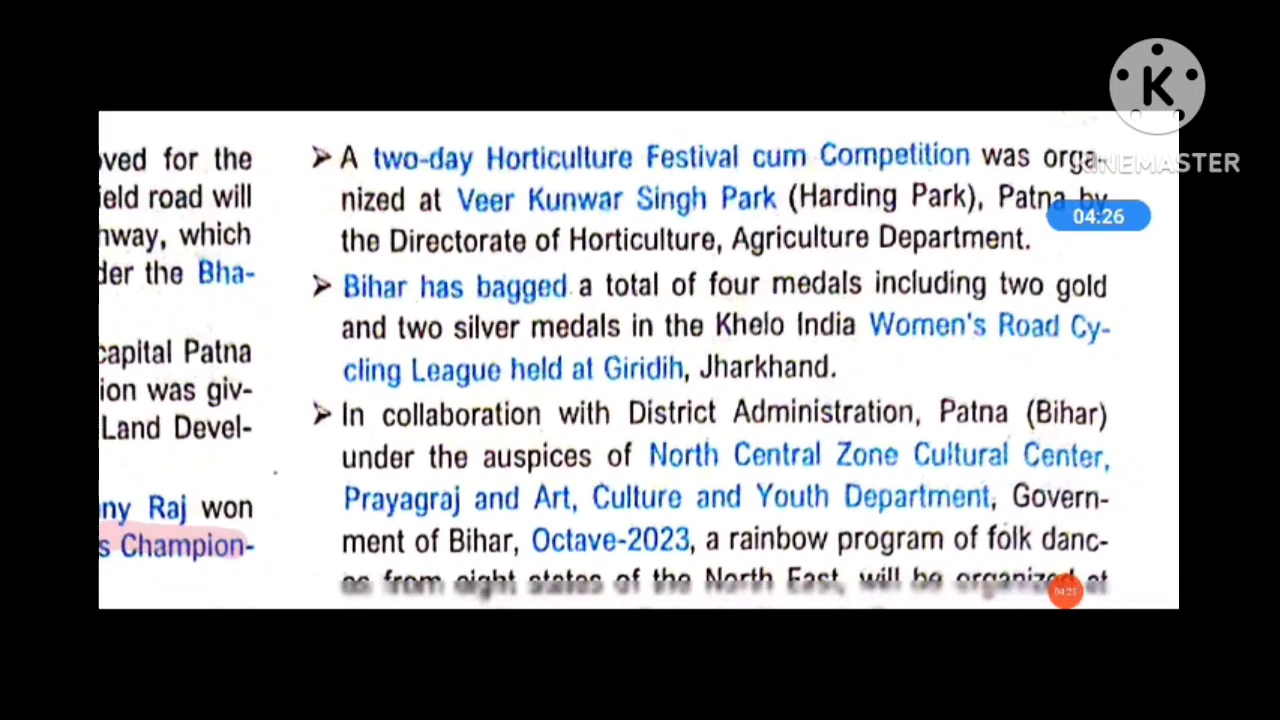 oved for the
ield road will
hway, which
der the Bha-
capital Patna
ion was giv-
Land Devel-
ny Raj won
s Champion-
➢ A two-day Horticulture Festival cum Competition was orga-
nized at Veer Kunwar Singh Park (Harding Park), Patna by
the Directorate of Horticulture, Agriculture Department.
➢ Bihar has bagged a total of four medals including two gold
and two silver medals in the Khelo India Women's Road Cy-
cling League held at Giridih, Jharkhand.
➢ In collaboration with District Administration, Patna (Bihar)
under the auspices of North Central Zone Cultural Center,
Prayagraj and Art, Culture and Youth Department, Govern-
ment of Bihar, Octave-2023, a rainbow program of folk danc-
es from eight states of the North East, will be organized at
K
KINEMASTER
04:26